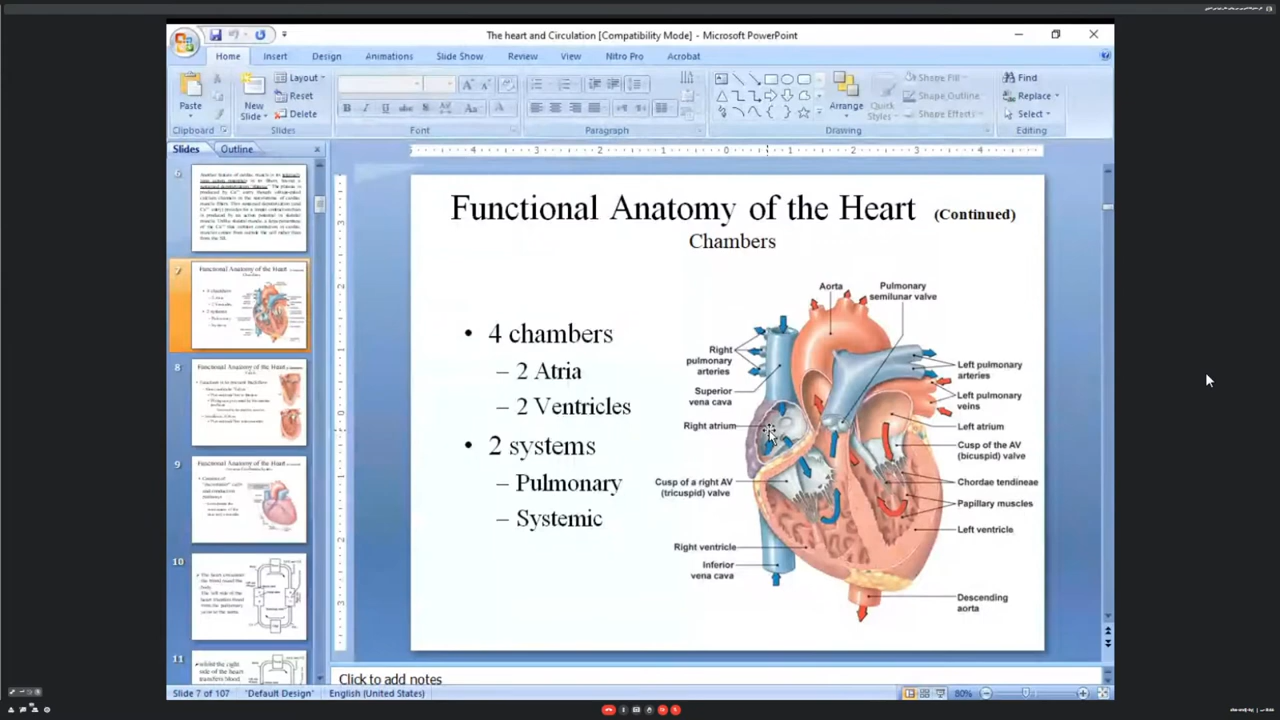 The heart and Circulation [Compatibility Mode] - Microsoft PowerPoint
Home Insert Design Animations Slide Show Review View Nitro Pro Acrobat
Paste
New Slide
Layout
Reset
Delete
Arrange
Quick Styles
Shape Fill
Shape Outline
Shape Effects
Find
Replace
Select
Clipboard Slides Font Paragraph Drawing Editing
Slides Outline
6
7
8
9
10
11
Functional Anatomy of the Heart (Continued)
Chambers
• 4 chambers
– 2 Atria
– 2 Ventricles
• 2 systems
– Pulmonary
– Systemic
Aorta
Pulmonary
semilunar valve
Right
pulmonary
arteries
Superior
vena cava
Right atrium
Cusp of a right AV
(tricuspid) valve
Right ventricle
Inferior
vena cava
Left pulmonary
arteries
Left pulmonary
veins
Left atrium
Cusp of the AV
(bicuspid) valve
Chordae tendineae
Papillary muscles
Left ventricle
Descending
aorta
Click to add notes
Slide 7 of 107 'Default Design' English (United States) 80%